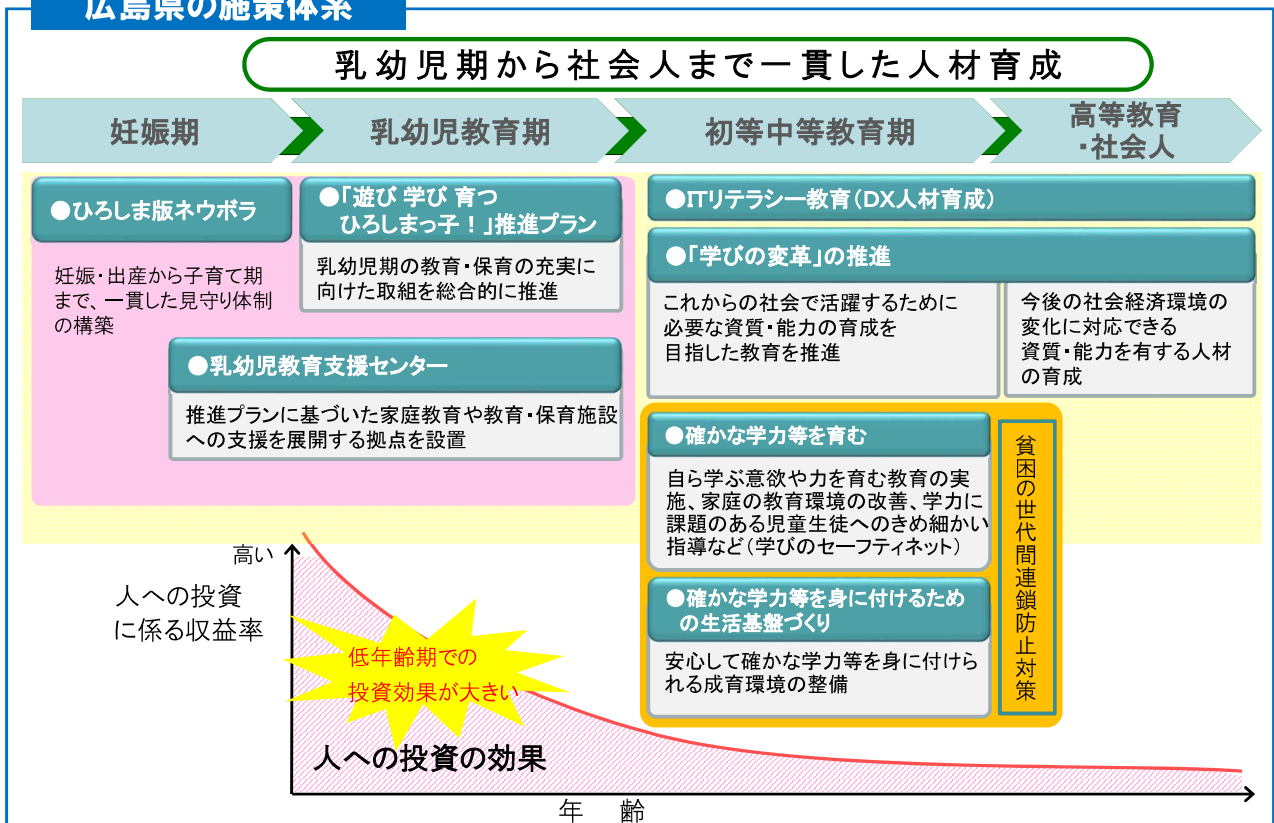 広島県の施策体系
乳幼児期から社会人まで一貫した人材育成
妊娠期
乳幼児教育期
初等中等教育期
高等教育
・社会人
●ひろしま版ネウボラ
妊娠・出産から子育て期
まで、一貫した見守り体制
の構築
●「遊び 学び 育つ
ひろしまっ子！」推進プラン
乳幼児期の教育・保育の充実に
向けた取組を総合的に推進
●乳幼児教育支援センター
推進プランに基づいた家庭教育や教育・保育施設
への支援を展開する拠点を設置
●ITリテラシー教育（DX人材育成）
●「学びの変革」の推進
これからの社会で活躍するために
必要な資質・能力の育成を
目指した教育を推進
今後の社会経済環境の
変化に対応できる
資質・能力を有する人材
の育成
●確かな学力等を育む
自ら学ぶ意欲や力を育む教育の実
施、家庭の教育環境の改善、学力に
課題のある児童生徒へのきめ細かい
指導など（学びのセーフティネット）
●確かな学力等を身に付けるため
の生活基盤づくり
安心して確かな学力等を身に付けら
れる成育環境の整備
貧困の世代間連鎖防止対策
高い
人への投資
に係る収益率
低年齢期での
投資効果が大きい
人への投資の効果
年 齢